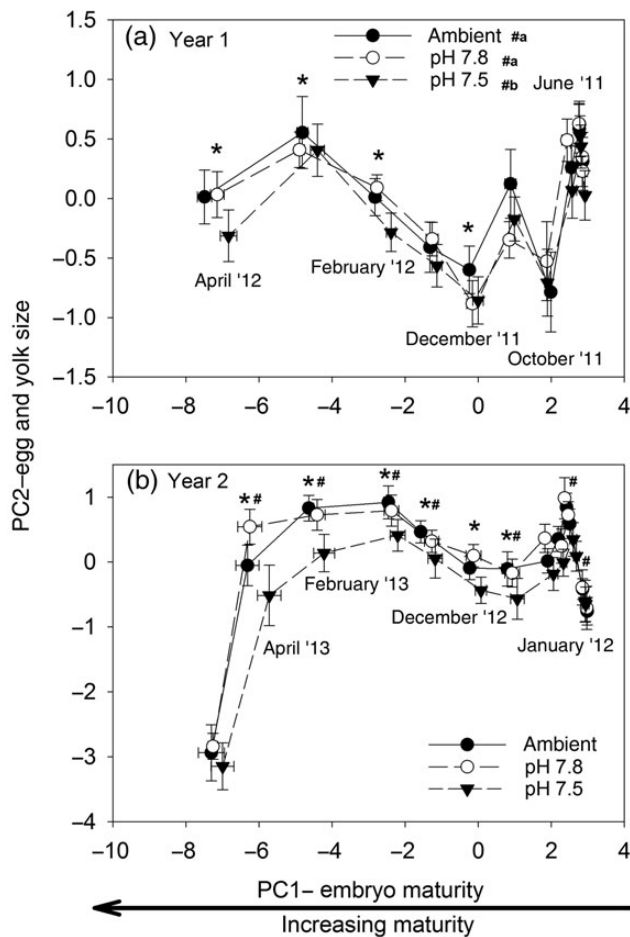 (a) Year 1
Ambient #a
pH 7.8 #a
pH 7.5 #b
June '11
1.5
1.0
0.5
0.0
−0.5
−1.0
−1.5
*
*
*
*
April '12
February '12
December '11
October '11
−10 −8 −6 −4 −2 0 2 4
PC2–egg and yolk size
(b) Year 2
1
0
−1
−2
−3
−4
*# *# *# *# * *# # #
February '13
April '13
December '12
January '12
Ambient
pH 7.8
pH 7.5
−10 −8 −6 −4 −2 0 2 4
PC1– embryo maturity
Increasing maturity